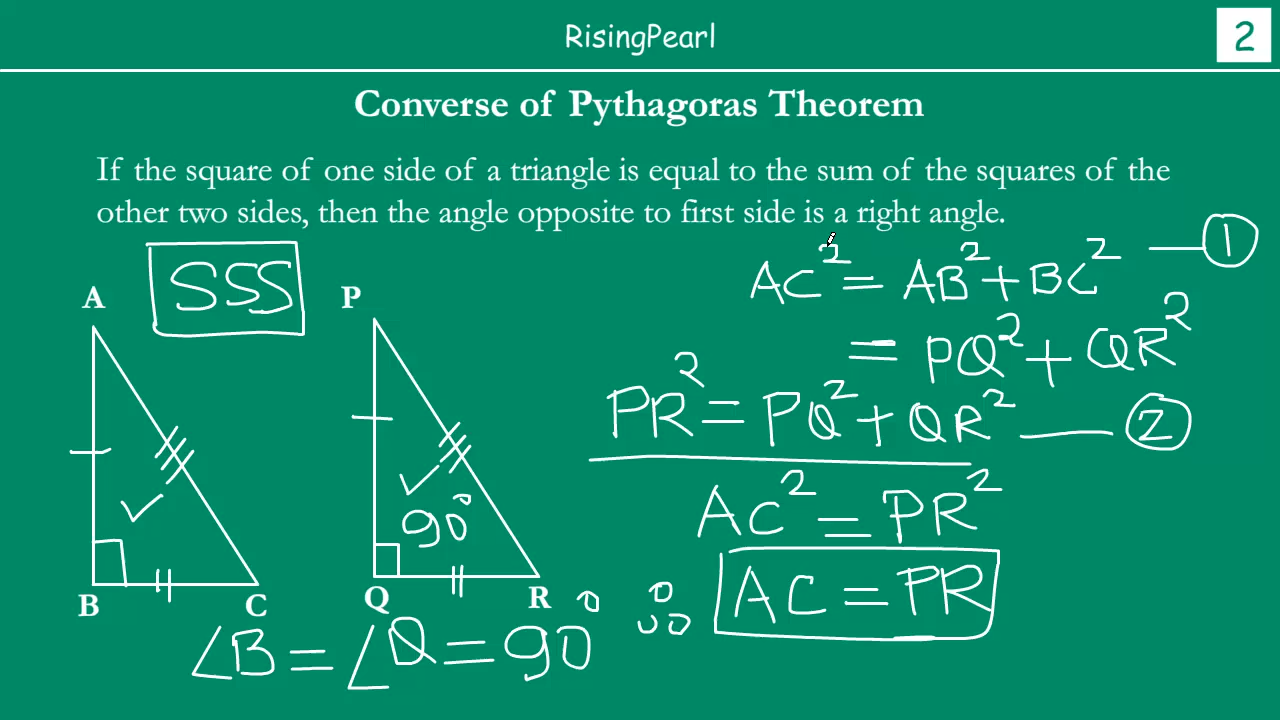 RisingPearl
2
Converse of Pythagoras Theorem
If the square of one side of a triangle is equal to the sum of the squares of the
other two sides, then the angle opposite to first side is a right angle.
SSS
AC² = AB² + BC² — 1
= PQ² + QR²
PR² = PQ² + QR² — 2
AC² = PR²
∴ AC = PR
A
B
C
P
90°
Q
R
∠B = ∠Q = 90°